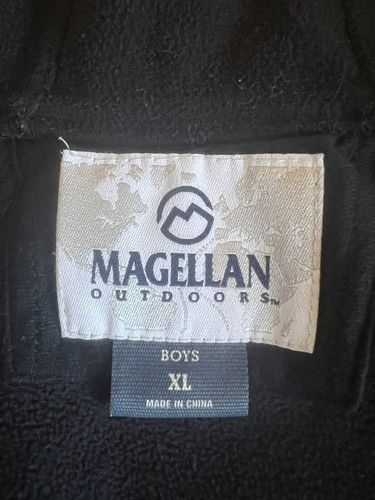 MAGELLAN
OUTDOORS™
BOYS
XL
MADE IN CHINA